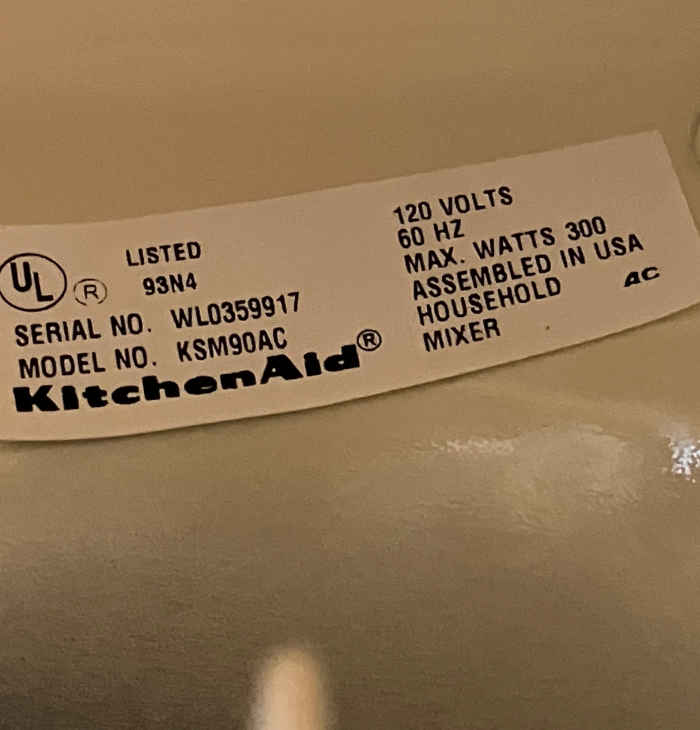 UL ®
LISTED
93N4
SERIAL NO. WL0359917
MODEL NO. KSM90AC
KitchenAid®
120 VOLTS
60 HZ
MAX. WATTS 300
ASSEMBLED IN USA
HOUSEHOLD AC
MIXER